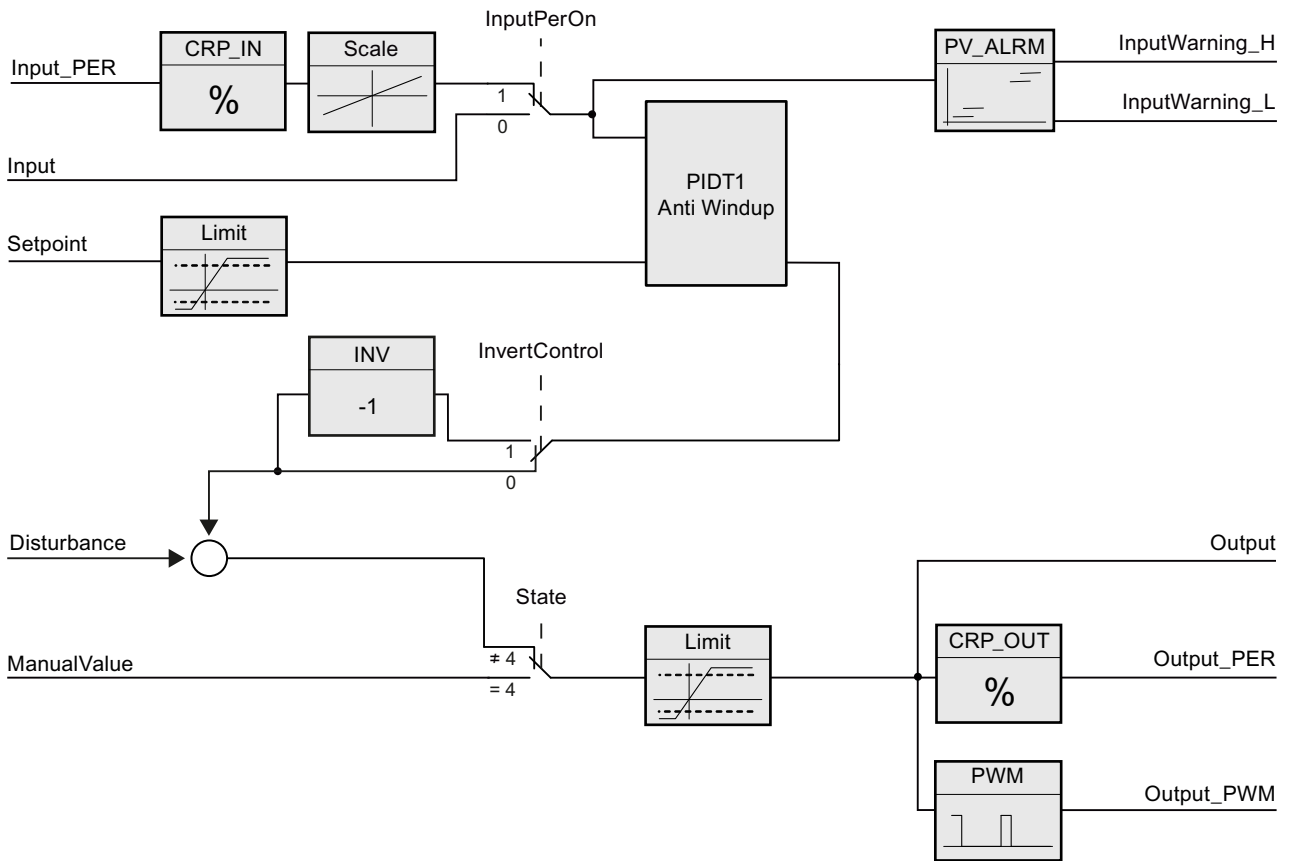 InputPerOn
CRP_IN
Scale
PV_ALRM
InputWarning_H
Input_PER
%
1
0
InputWarning_L
Input
PIDT1
Anti Windup
Setpoint
Limit
INV
InvertControl
-1
1
0
Disturbance
Output
State
Limit
CRP_OUT
ManualValue
≠ 4
= 4
%
Output_PER
PWM
Output_PWM